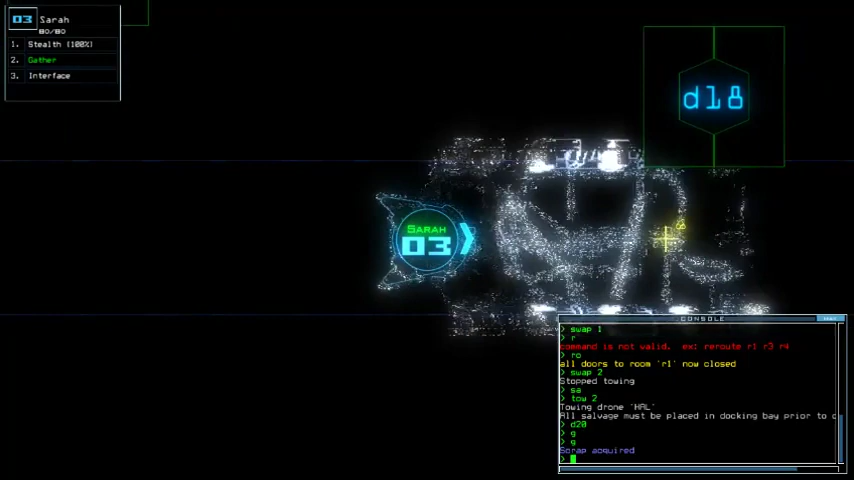 03 Sarah
80/80
1. Stealth (100%)
2. Gather
3. Interface
d18
SARAH
03
CONSOLE
> swap 1
> r
command is not valid. ex: reroute r1 r3 r4
> ro
all doors to room 'r1' now closed
> swap 2
Stopped towing
> sa
> tow 2
Towing drone 'HAL'
All salvage must be placed in docking bay prior to
> d20
> g
> g
Scrap acquired
>